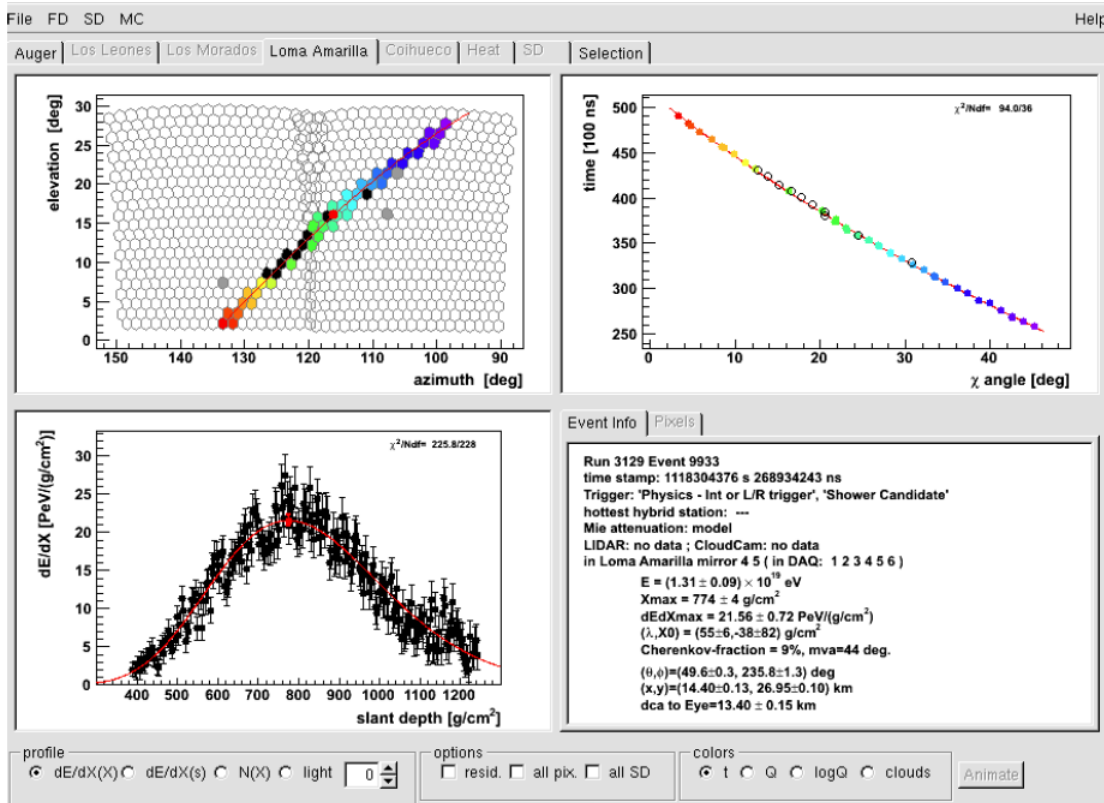 File FD SD MC Help
Auger Los Leones Los Morados Loma Amarilla Coihueco Heat SD Selection
elevation [deg]
30
25
20
15
10
5
0
150 140 130 120 110 100 90
azimuth [deg]
time [100 ns]
χ²/Ndf= 94.0/36
500
450
400
350
300
250
0 10 20 30 40
χ angle [deg]
dE/dX [PeV/(g/cm²)]
χ²/Ndf= 225.8/228
30
25
20
15
10
5
0
400 500 600 700 800 900 1000 1100 1200
slant depth [g/cm²]
Event Info Pixels
Run 3129 Event 9933
time stamp: 1118304376 s 268934243 ns
Trigger: 'Physics - Int or L/R trigger', 'Shower Candidate'
hottest hybrid station: ---
Mie attenuation: model
LIDAR: no data ; CloudCam: no data
in Loma Amarilla mirror 4 5 ( in DAQ: 1 2 3 4 5 6 )
E = (1.31 ± 0.09) × 10¹⁹ eV
Xmax = 774 ± 4 g/cm²
dEdXmax = 21.56 ± 0.72 PeV/(g/cm²)
(λ,X0) = (55±6,-38±82) g/cm²
Cherenkov-fraction = 9%, mva=44 deg.
(θ,ϕ)=(49.6±0.3, 235.8±1.3) deg
(x,y)=(14.40±0.13, 26.95±0.10) km
dca to Eye=13.40 ± 0.15 km
profile
dE/dX(X) dE/dX(s) N(X) light 0
options
resid. all pix. all SD
colors
t Q logQ clouds
Animate